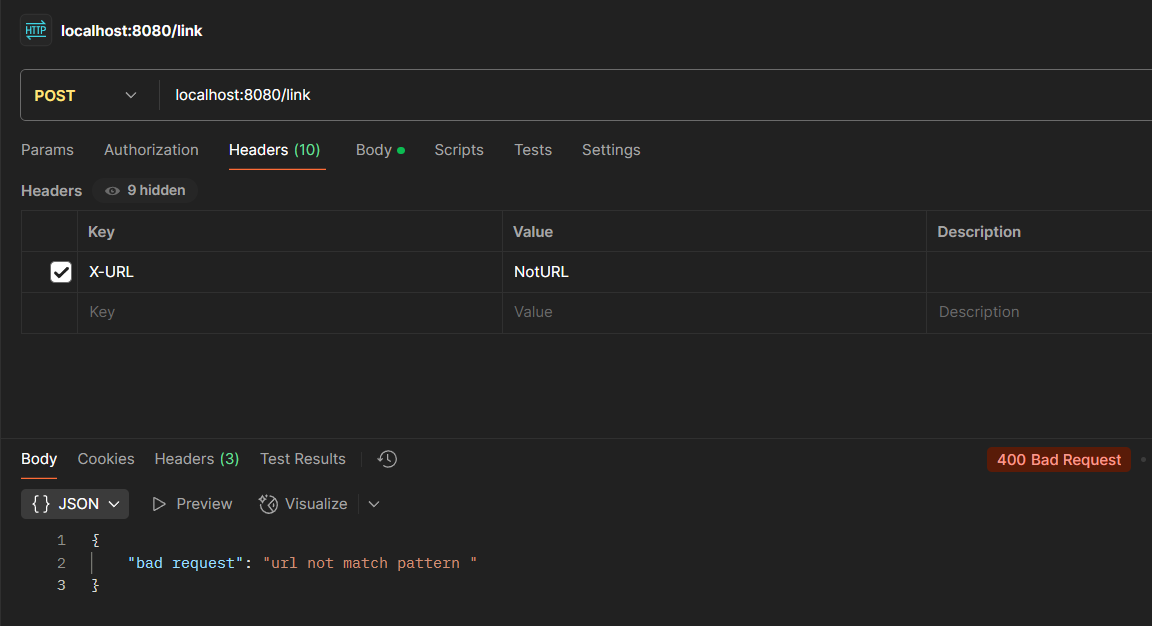 HTTP localhost:8080/link
POST localhost:8080/link
Params Authorization Headers (10) Body Scripts Tests Settings
Headers 9 hidden
Key Value Description
X-URL NotURL
Key Value Description
Body Cookies Headers (3) Test Results 400 Bad Request
{} JSON Preview Visualize
1 {
2 "bad request": "url not match pattern "
3 }